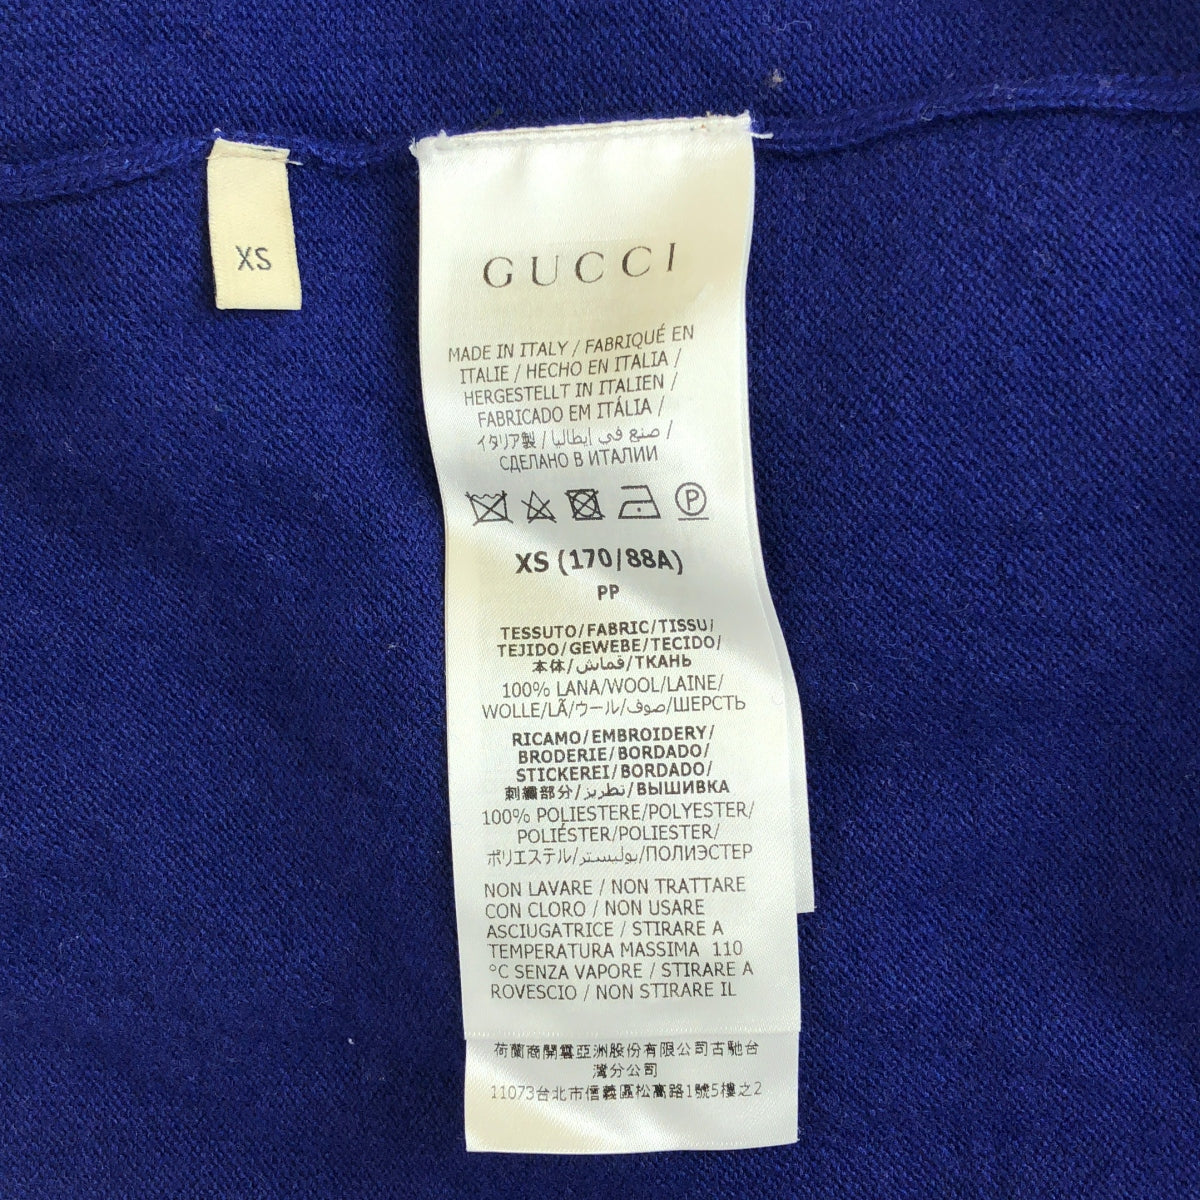 XS
GUCCI
MADE IN ITALY / FABRIQUÉ EN
ITALIE / HECHO EN ITALIA /
HERGESTELLT IN ITALIEN /
FABRICADO EM ITÁLIA /
イタリア製 / صنع في إيطاليا /
СДЕЛАНО В ИТАЛИИ
P
XS (170/88A)
PP
TESSUTO/FABRIC/TISSU/
TEJIDO/GEWEBE/TECIDO/
本体/قماش/ТКАНЬ
100% LANA/WOOL/LAINE/
WOLLE/LÃ/ウール/صوف/ШЕРСТЬ
RICAMO/EMBROIDERY/
BRODERIE/BORDADO/
STICKEREI/BORDADO/
刺繍部分/تطريز/ВЫШИВКА
100% POLIESTERE/POLYESTER/
POLIÉSTER/POLIESTER/
ポリエステル/بوليستر/ПОЛИЭСТЕР
NON LAVARE / NON TRATTARE
CON CLORO / NON USARE
ASCIUGATRICE / STIRARE A
TEMPERATURA MASSIMA 110
°C SENZA VAPORE / STIRARE A
ROVESCIO / NON STIRARE IL
荷蘭商開雲亞洲股份有限公司古馳台
灣分公司
11073台北市信義區松高路1號5樓之2